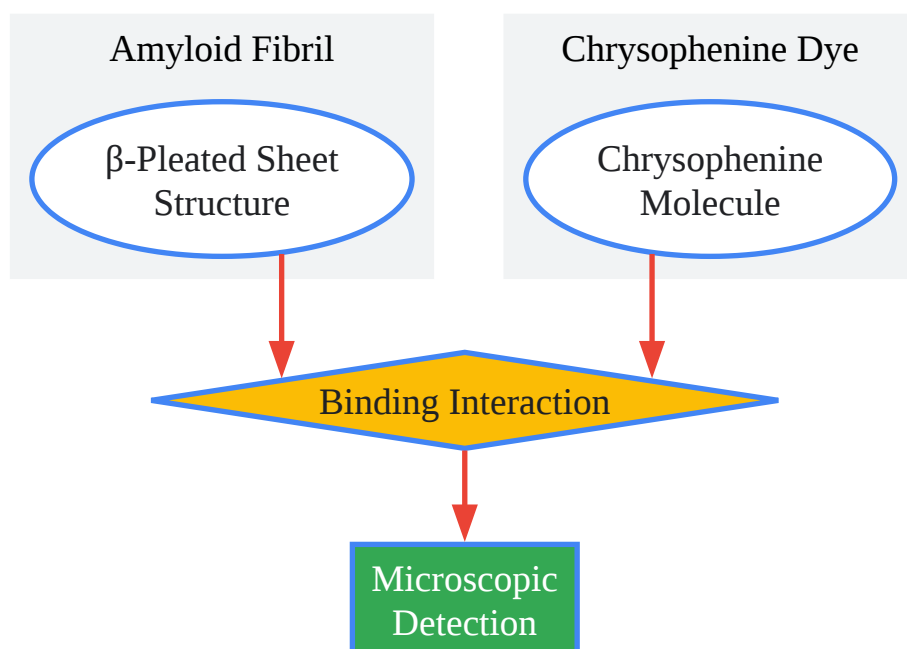 Amyloid Fibril
Chrysophenine Dye
β-Pleated Sheet
Structure
Chrysophenine
Molecule
Binding Interaction
Microscopic
Detection